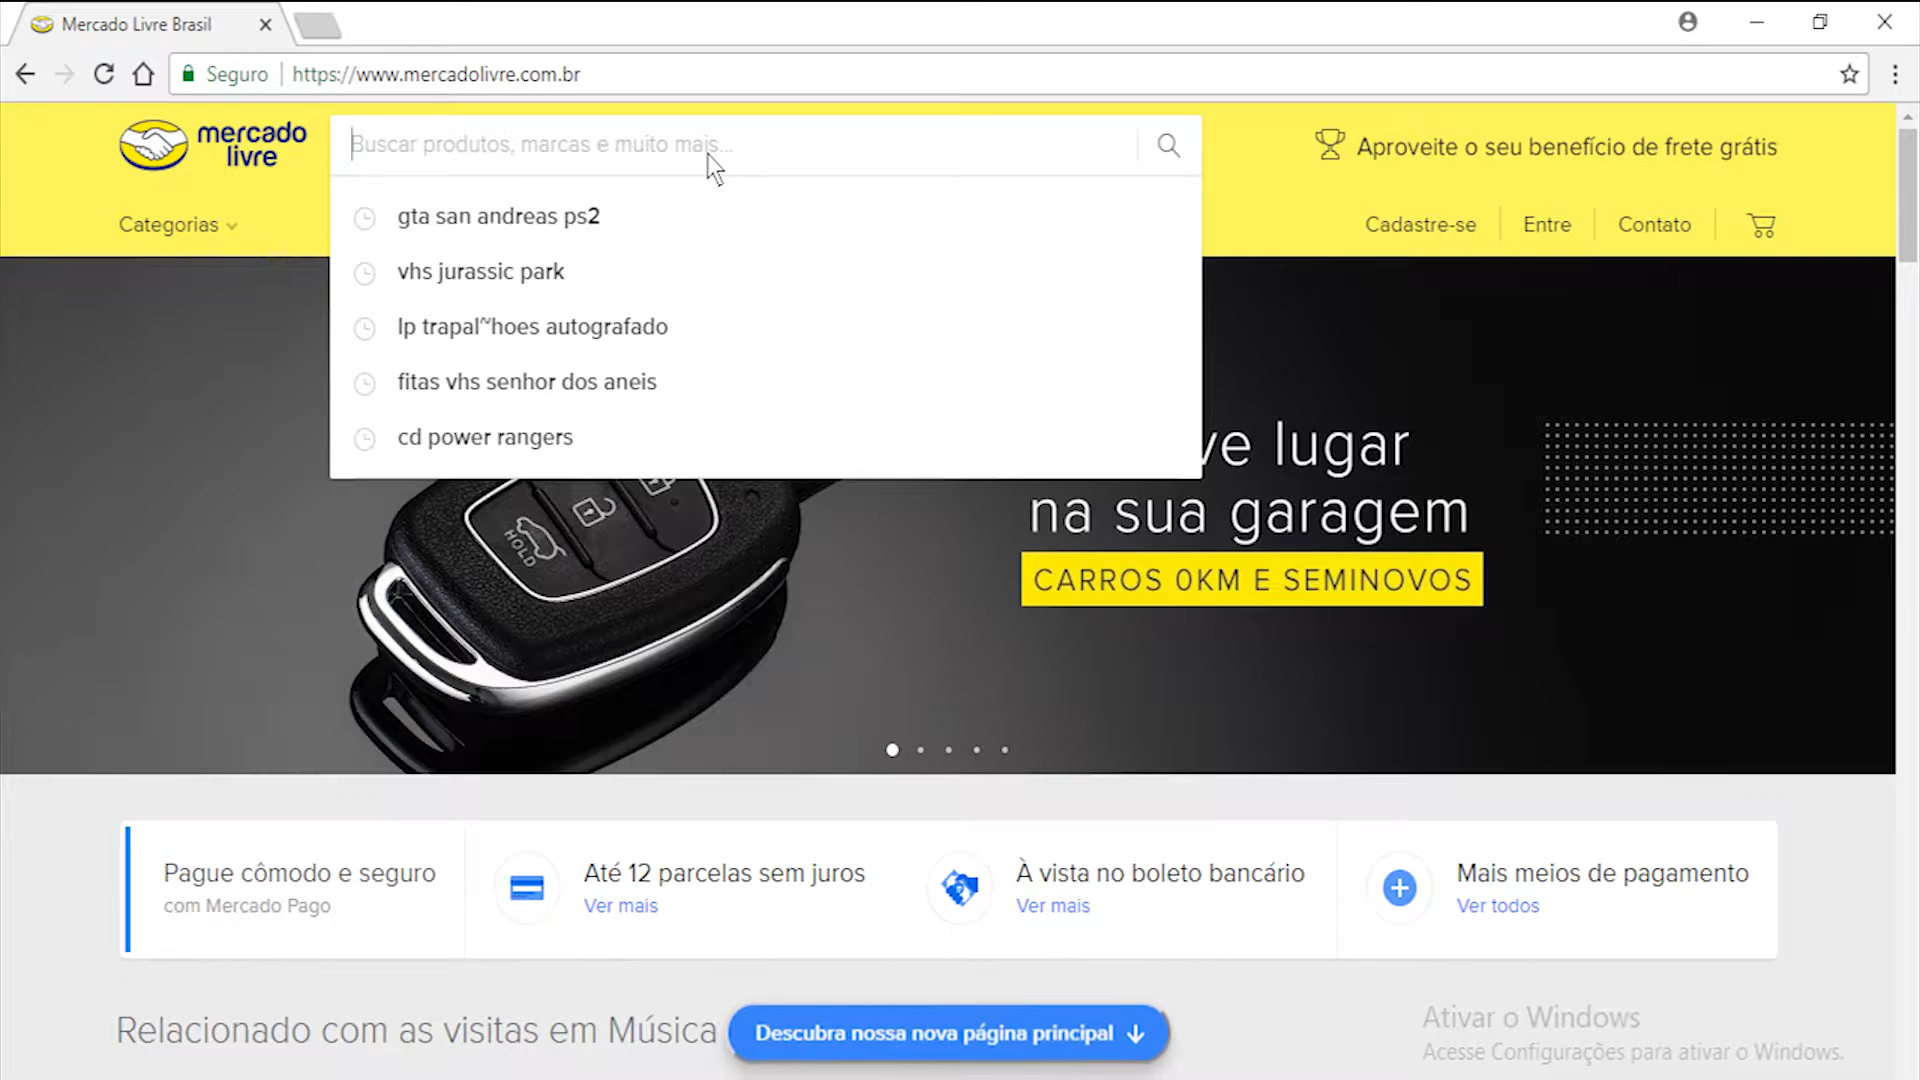 Mercado Livre Brasil
Seguro https://www.mercadolivre.com.br
mercado
livre
Buscar produtos, marcas e muito mais...
Aproveite o seu benefício de frete grátis
Categorias
Cadastre-se Entre Contato
gta san andreas ps2
vhs jurassic park
lp trapal~hoes autografado
fitas vhs senhor dos aneis
cd power rangers
ve lugar
na sua garagem
CARROS 0KM E SEMINOVOS
HOLD
Pague cômodo e seguro
com Mercado Pago
Até 12 parcelas sem juros
Ver mais
À vista no boleto bancário
Ver mais
Mais meios de pagamento
Ver todos
Relacionado com as visitas em Música
Descubra nossa nova página principal
Ativar o Windows
Acesse Configurações para ativar o Windows.